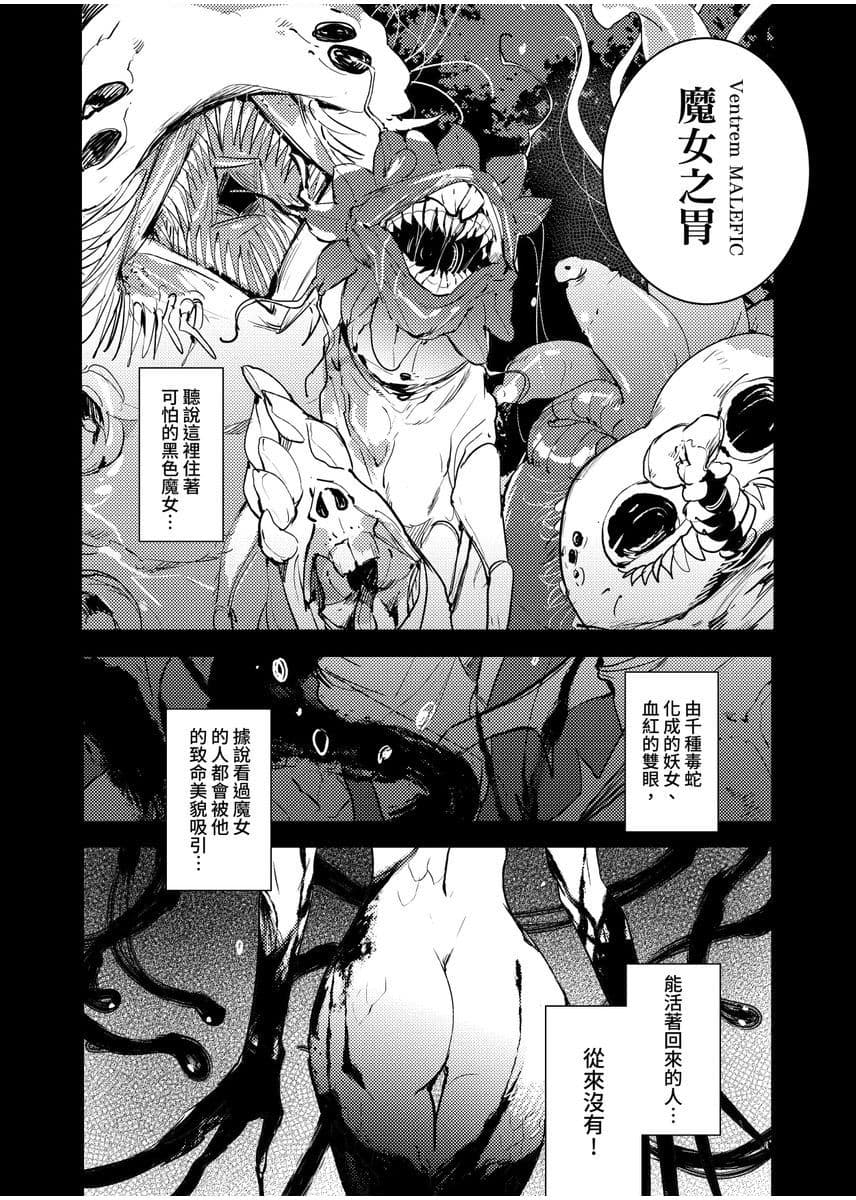 魔女之胃
Ventrem MALEFIC
聽說這裡住著
可怕的黑色魔女…
由千種毒蛇
化成的妖女、
血紅的雙眼，
據說看過魔女
的人都會被他
的致命美貌吸引…
能活著回來的人…
從來沒有！